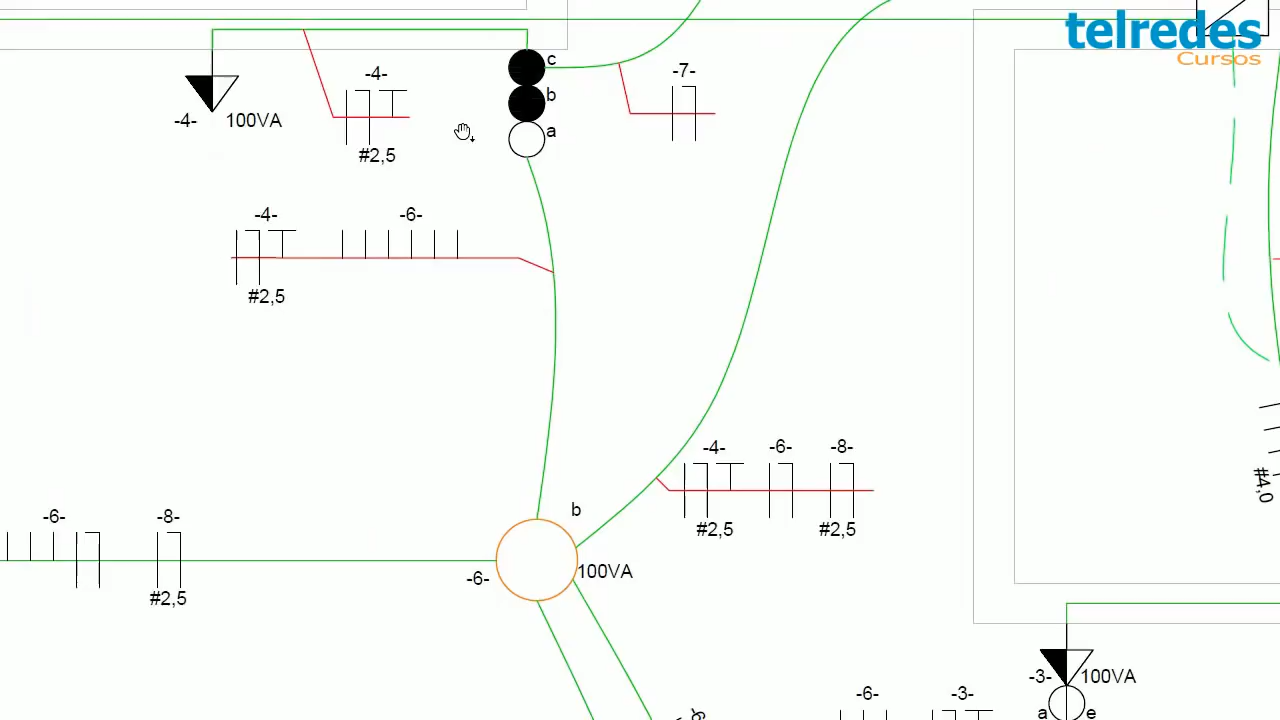 telredes
Cursos
c
-4-
-7-
b
-4-
100VA
a
#2,5
-4-
-6-
#2,5
-4-
-6-
-8-
#4,0
b
-6-
-8-
#2,5
#2,5
100VA
-6-
#2,5
-3-
100VA
-6-
-3-
a
e